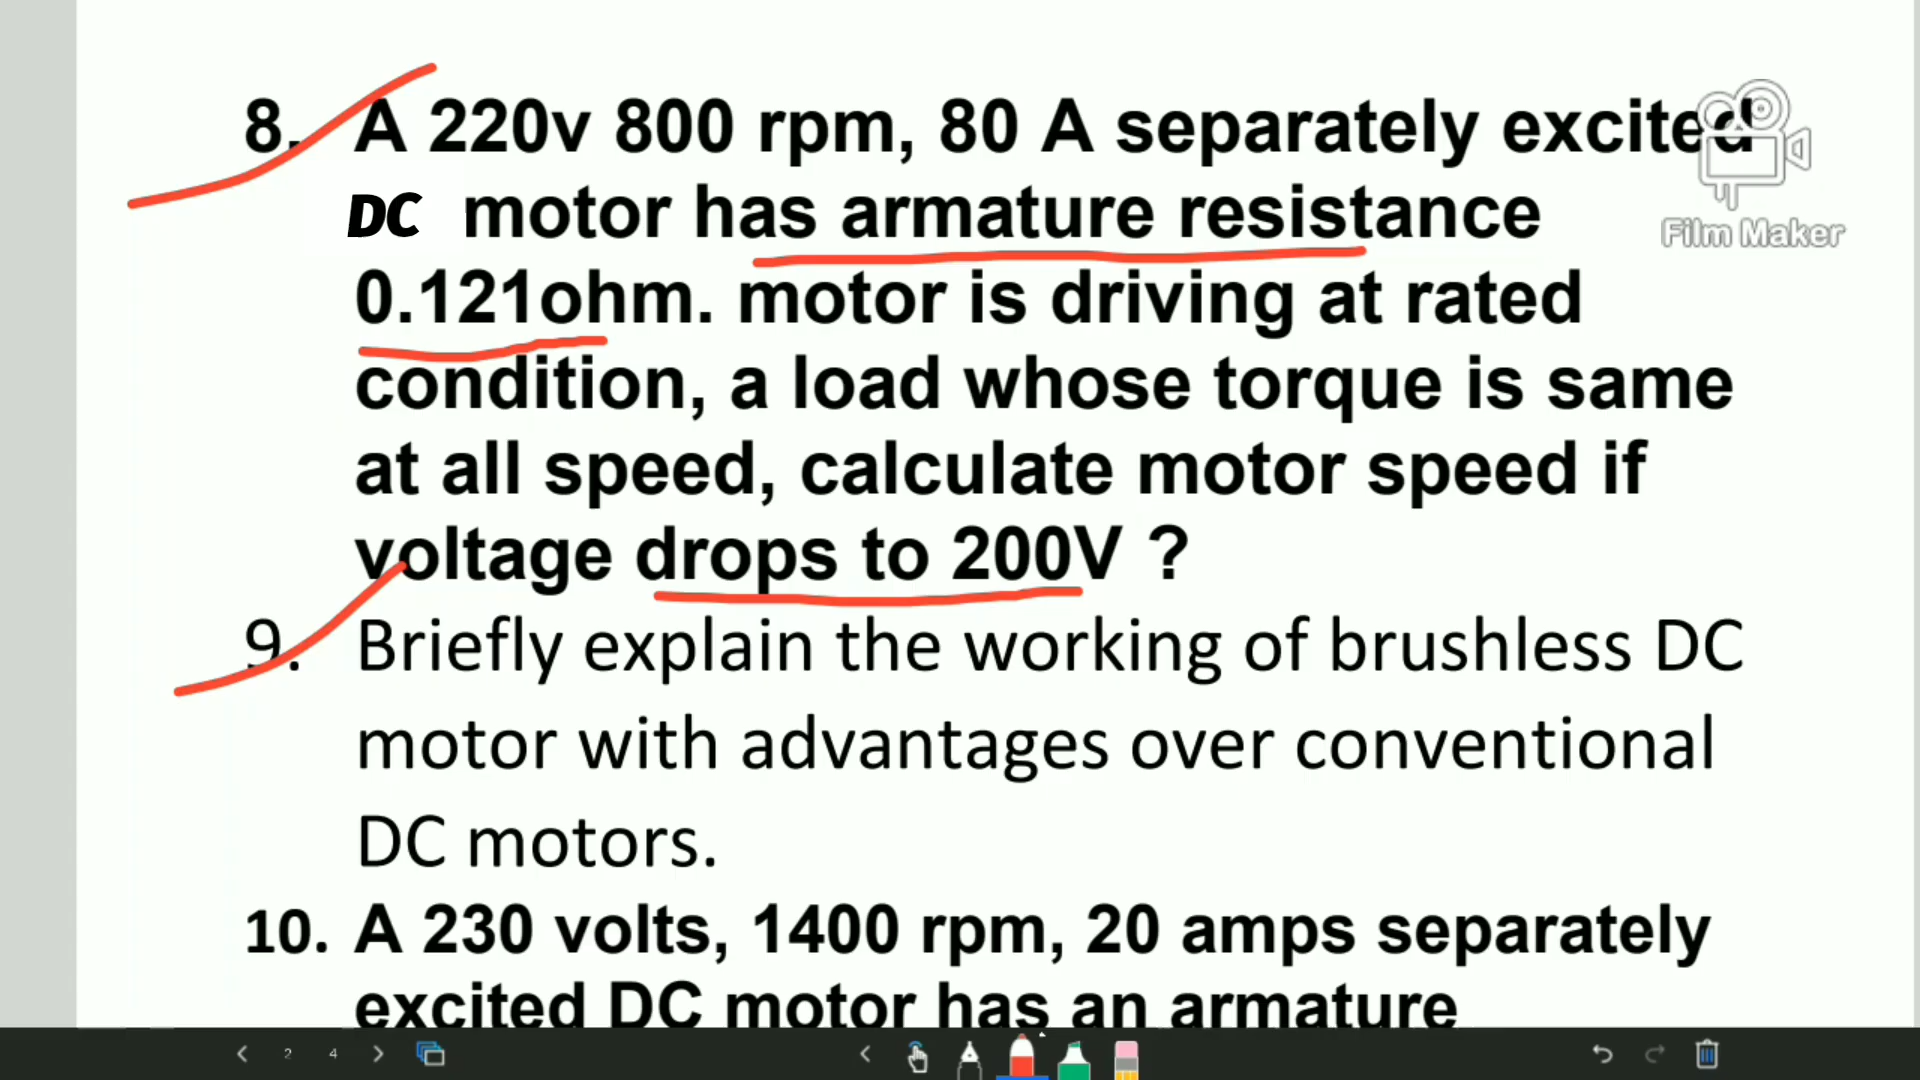 8. A 220v 800 rpm, 80 A separately excited
DC motor has armature resistance
0.121ohm. motor is driving at rated
condition, a load whose torque is same
at all speed, calculate motor speed if
voltage drops to 200V ?
9. Briefly explain the working of brushless DC
motor with advantages over conventional
DC motors.
10. A 230 volts, 1400 rpm, 20 amps separately
excited DC motor has an armature
Film Maker
2 4